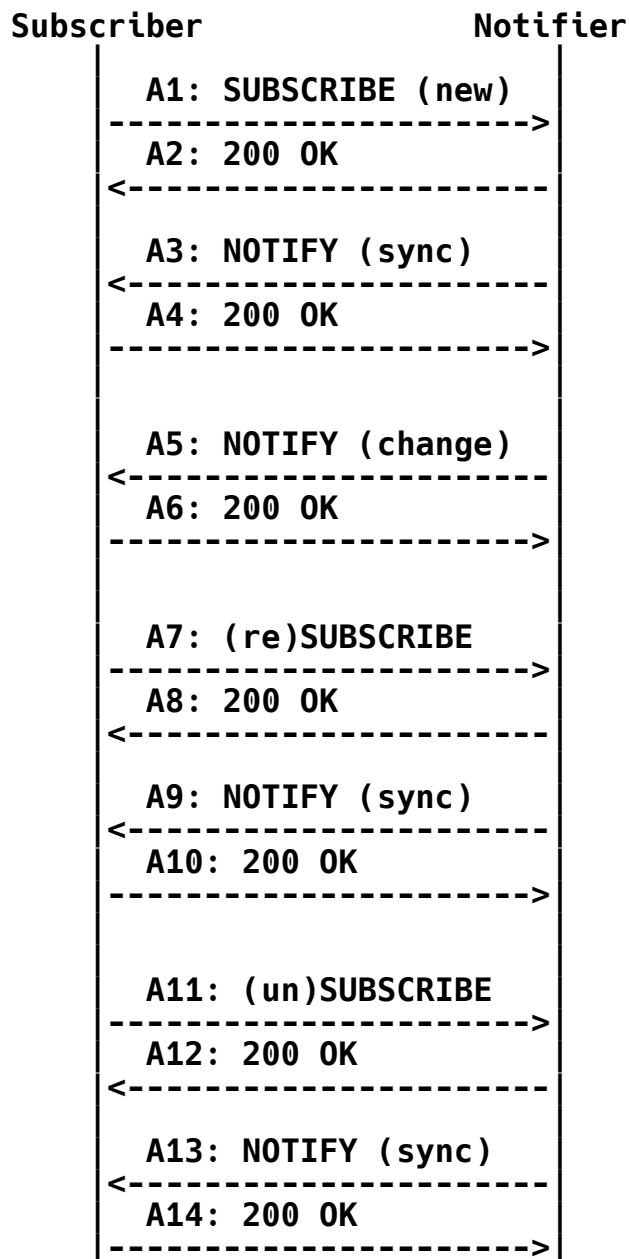 Subscriber Notifier
A1: SUBSCRIBE (new)
A2: 200 OK
A3: NOTIFY (sync)
A4: 200 OK
A5: NOTIFY (change)
A6: 200 OK
A7: (re)SUBSCRIBE
A8: 200 OK
A9: NOTIFY (sync)
A10: 200 OK
A11: (un)SUBSCRIBE
A12: 200 OK
A13: NOTIFY (sync)
A14: 200 OK